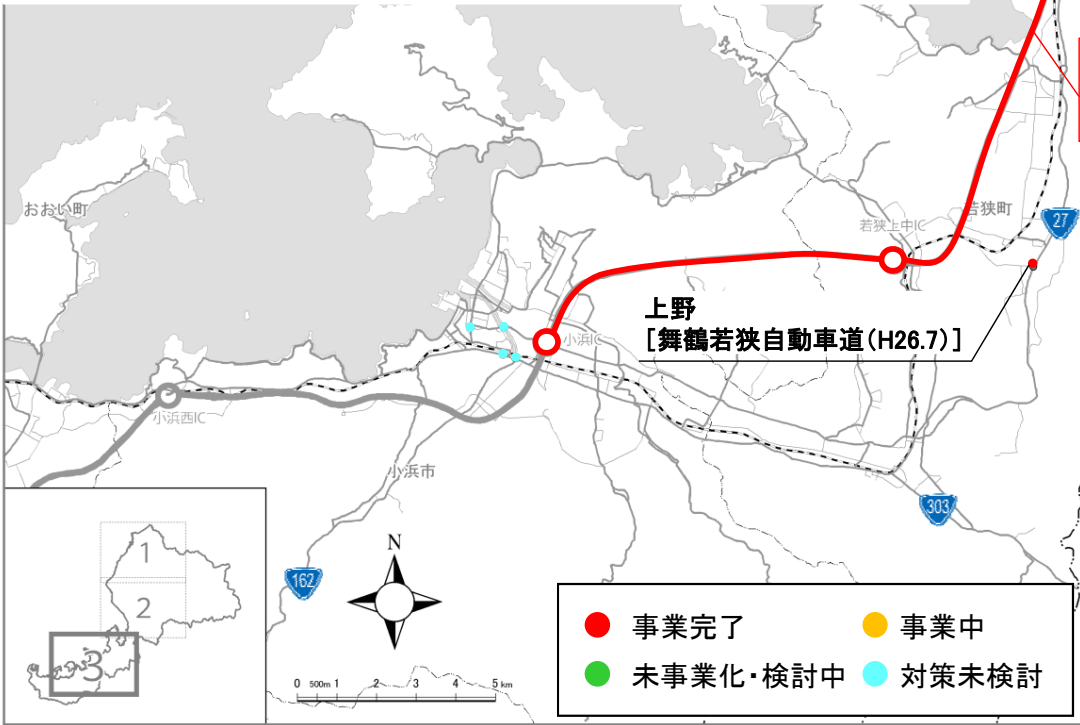 おおい町
若狭町
27
若狭上中IC
上野
[舞鶴若狭自動車道(H26.7)]
小浜IC
小浜西IC
小浜市
303
162
N
1
2
3
0 500m 1 2 3 4 5 km
事業完了
事業中
未事業化・検討中
対策未検討